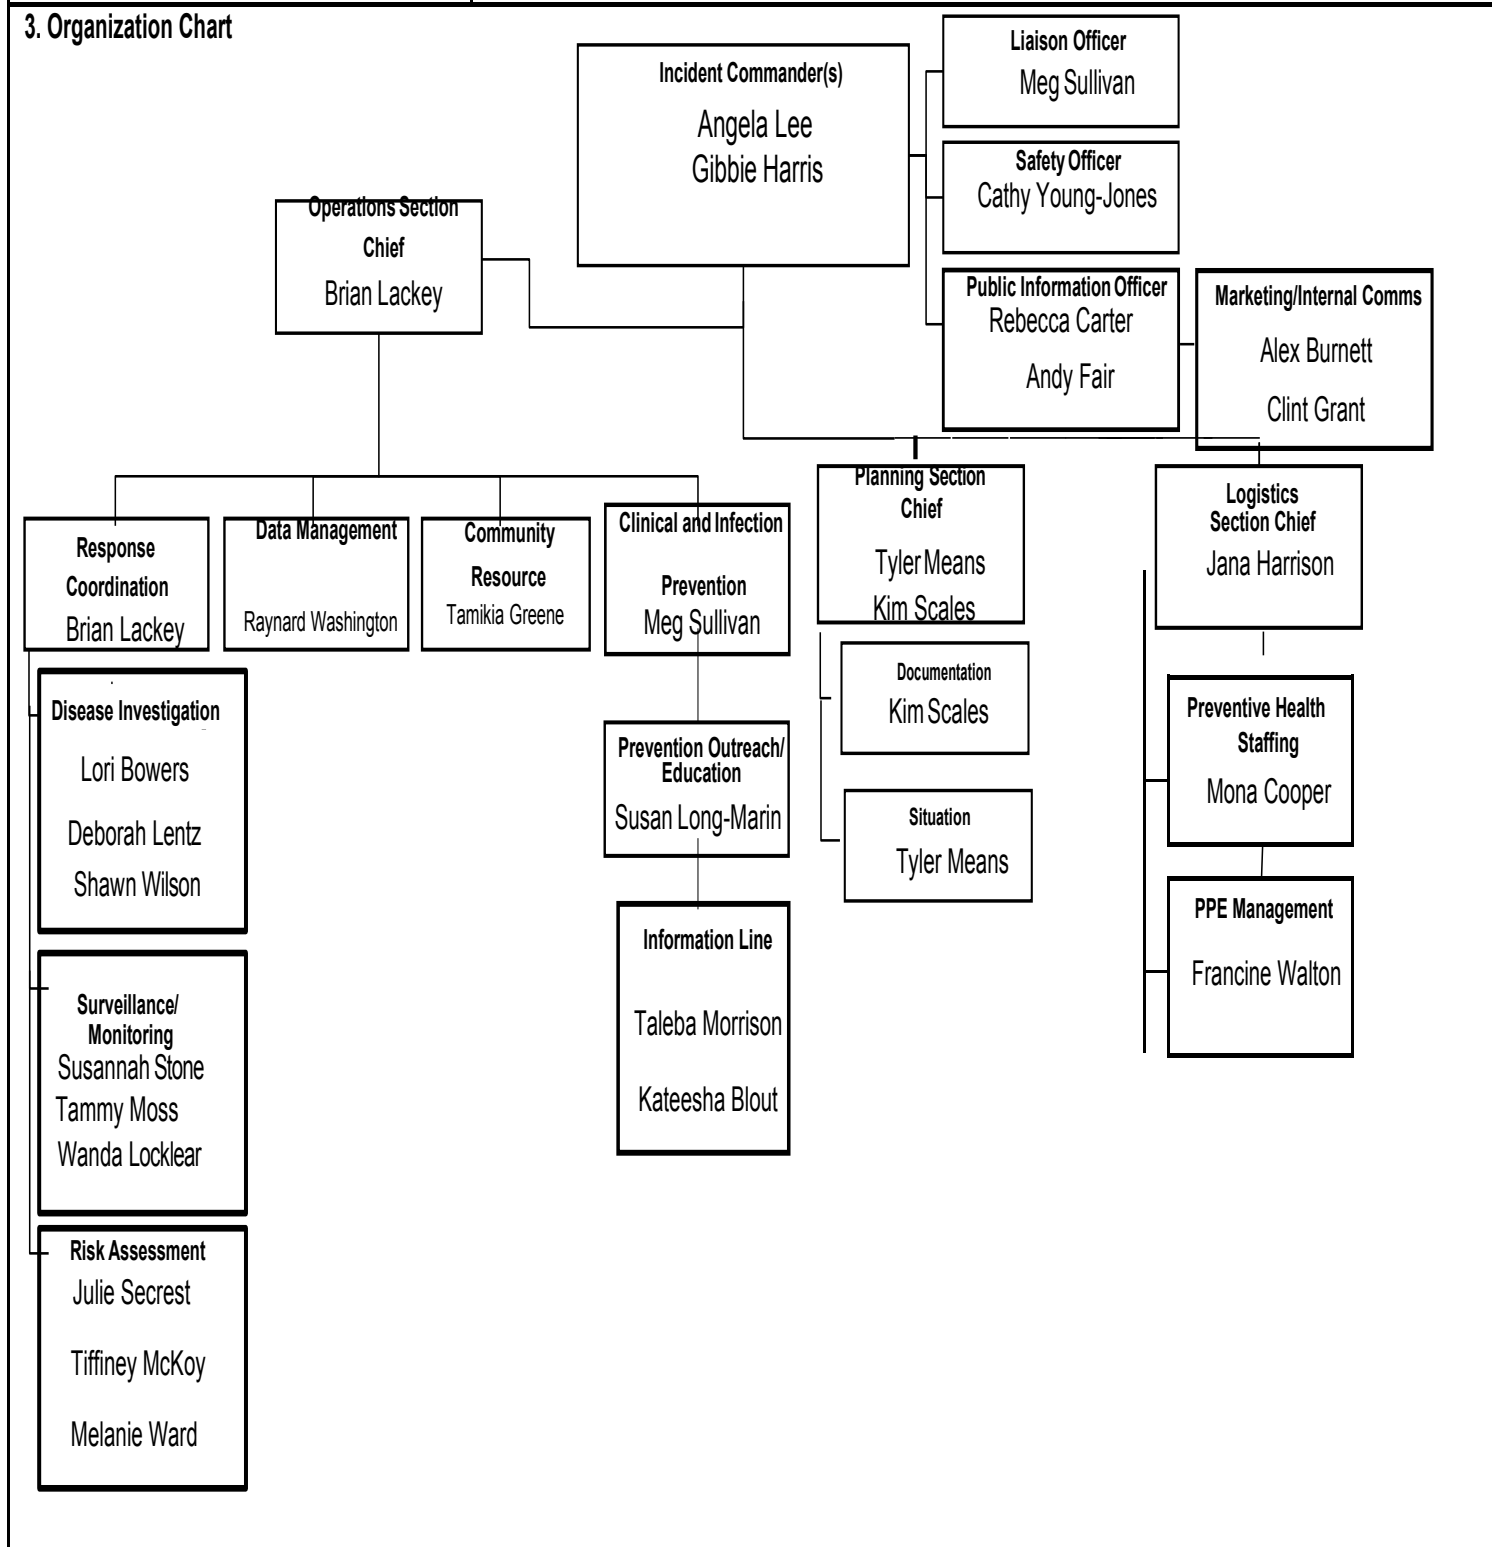 3. Organization Chart
Incident Commander(s)
Angela Lee
Gibbie Harris
Liaison Officer
Meg Sullivan
Safety Officer
Cathy Young-Jones
Public Information Officer
Rebecca Carter
Andy Fair
Marketing/Internal Comms
Alex Burnett
Clint Grant
Operations Section
Chief
Brian Lackey
Response
Coordination
Brian Lackey
Data Management
Raynard Washington
Community
Resource
Tamikia Greene
Clinical and Infection
Prevention
Meg Sullivan
Planning Section
Chief
Tyler Means
Kim Scales
Logistics
Section Chief
Jana Harrison
Disease Investigation
Lori Bowers
Deborah Lentz
Shawn Wilson
Surveillance/
Monitoring
Susannah Stone
Tammy Moss
Wanda Locklear
Risk Assessment
Julie Secrest
Tiffiney McKoy
Melanie Ward
Prevention Outreach/
Education
Susan Long-Marin
Information Line
Taleba Morrison
Kateesha Blout
Documentation
Kim Scales
Situation
Tyler Means
Preventive Health
Staffing
Mona Cooper
PPE Management
Francine Walton